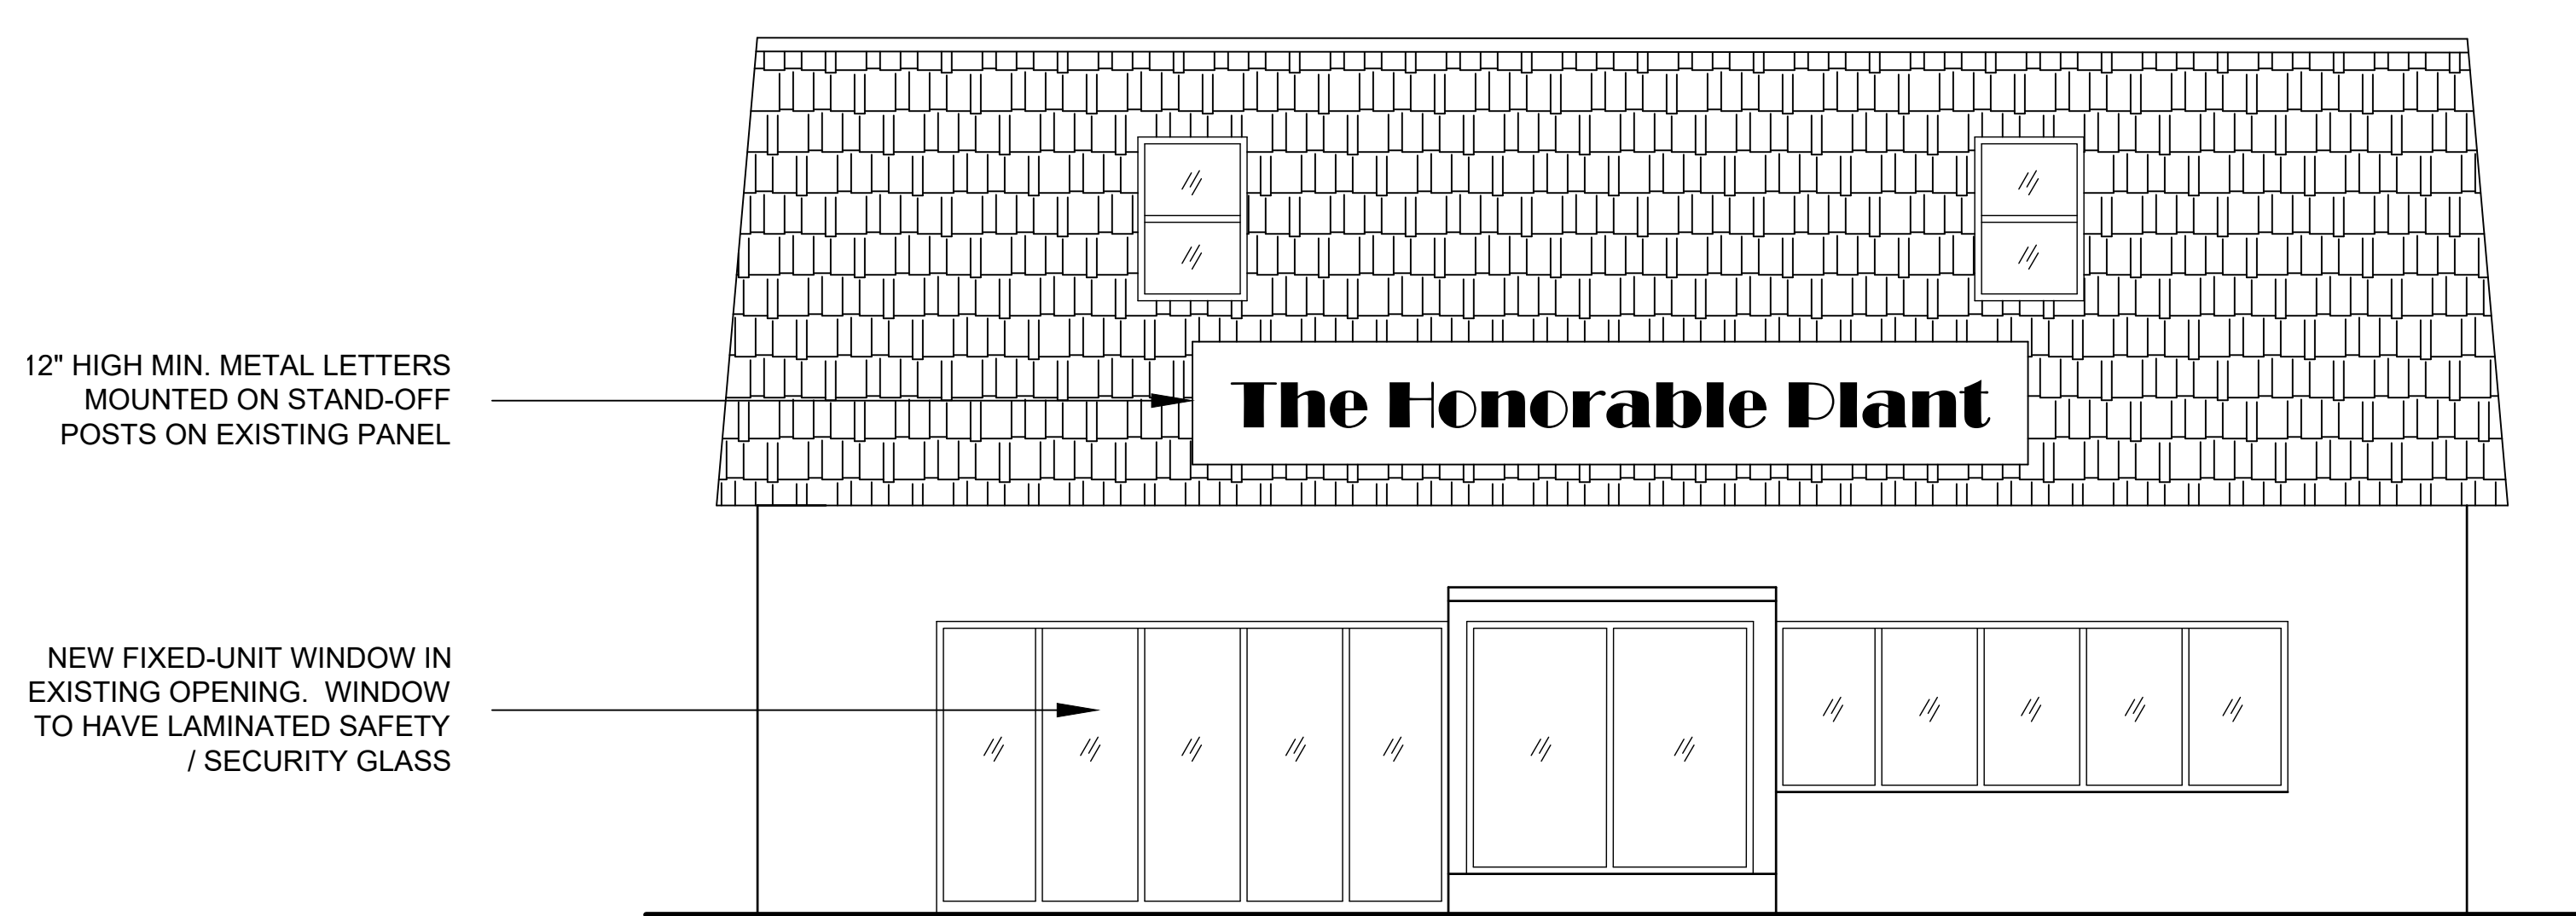 12" HIGH MIN. METAL LETTERS
MOUNTED ON STAND-OFF
POSTS ON EXISTING PANEL
The Honorable Plant
NEW FIXED-UNIT WINDOW IN
EXISTING OPENING. WINDOW
TO HAVE LAMINATED SAFETY
/ SECURITY GLASS